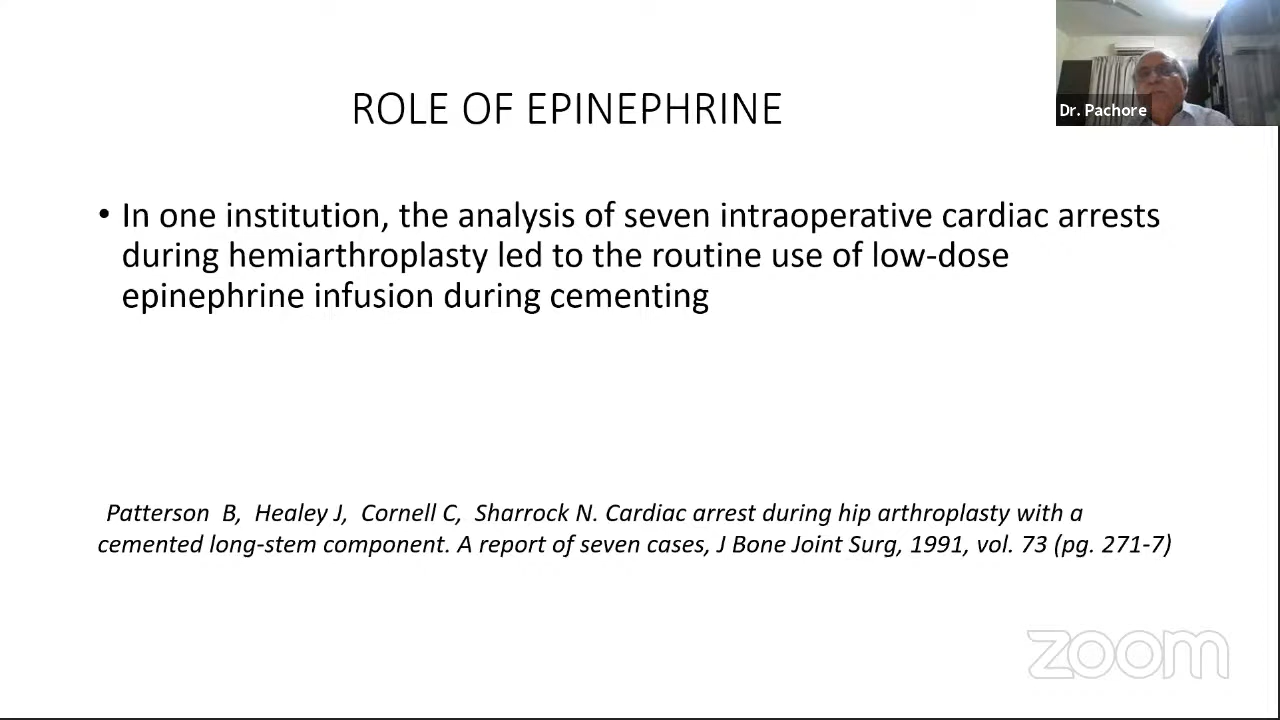 Dr. Pachore
ROLE OF EPINEPHRINE
• In one institution, the analysis of seven intraoperative cardiac arrests
during hemiarthroplasty led to the routine use of low-dose
epinephrine infusion during cementing
Patterson B, Healey J, Cornell C, Sharrock N. Cardiac arrest during hip arthroplasty with a
cemented long-stem component. A report of seven cases, J Bone Joint Surg, 1991, vol. 73 (pg. 271-7)
zoom